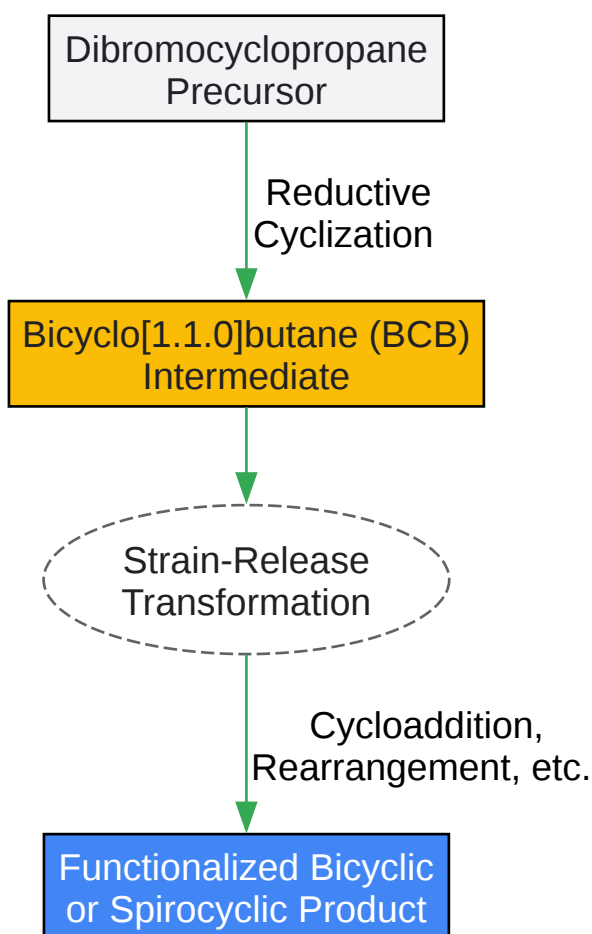 Dibromocyclopropane
Precursor
Reductive
Cyclization
Bicyclo[1.1.0]butane (BCB)
Intermediate
Strain-Release
Transformation
Cycloaddition,
Rearrangement, etc.
Functionalized Bicyclic
or Spirocyclic Product